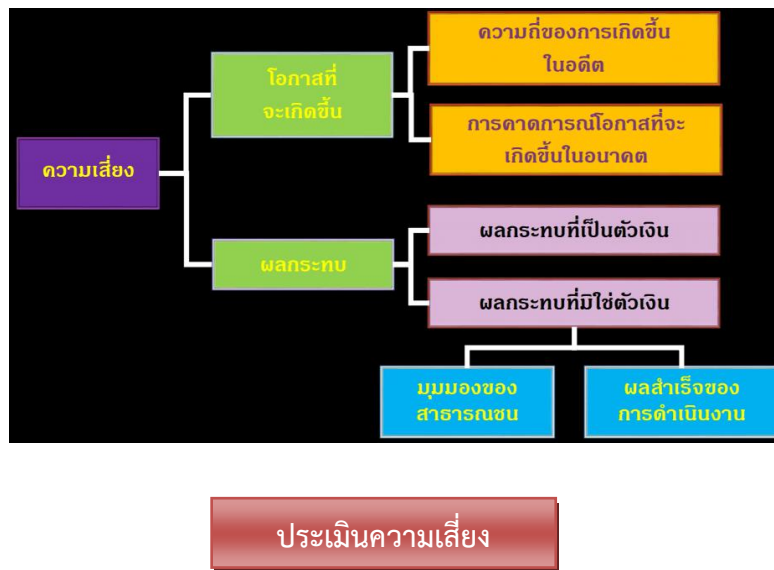 ความเสี่ยง
โอกาสที่
จะเกิดขึ้น
ความถี่ของการเกิดขึ้น
ในอดีต
การคาดการณ์โอกาสที่จะ
เกิดขึ้นในอนาคต
ผลกระทบ
ผลกระทบที่เป็นตัวเงิน
ผลกระทบที่มิใช่ตัวเงิน
มุมมองของ
สาธารณชน
ผลสำเร็จของ
การดำเนินงาน
ประเมินความเสี่ยง